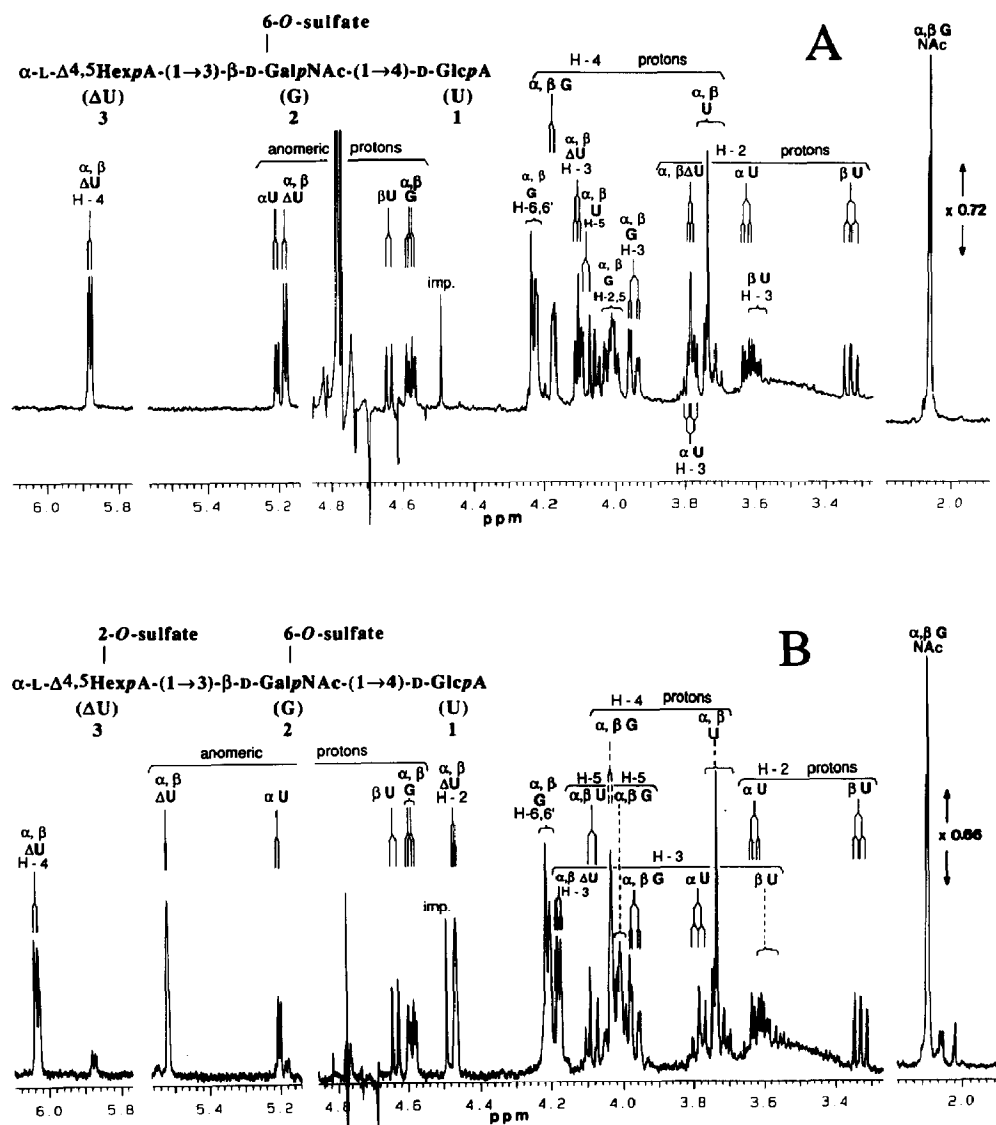 6-O-sulfate
A
α-L-Δ4,5HexpA-(1→3)-β-D-GalpNAc-(1→4)-D-GlcpA
(ΔU) (G) (U)
3 2 1
anomeric protons
α, β ΔU H-4
αU
α, β ΔU
βU
α,β G
imp.
H-4
α, β G
α, β U
α, β G H-6,6'
α, β ΔU H-3
α, β U H-5
α, β G H-2,5
α, β G H-3
H-2 protons
α, βΔU
α U
β U
β U H-3
α U H-3
α,β G NAc
x 0.72
6.0 5.8 5.4 5.2 4.8 4.6 4.4 4.2 4.0 3.8 3.6 3.4 2.0
ppm
2-O-sulfate 6-O-sulfate
B
α-L-Δ4,5HexpA-(1→3)-β-D-GalpNAc-(1→4)-D-GlcpA
(ΔU) (G) (U)
3 2 1
anomeric protons
α, β ΔU H-4
α, β ΔU
α U
β U
α, β G
α, β ΔU H-2
imp.
H-4 protons
α, β G
α, β U
α, β G H-6,6'
H-5
α,β U
H-5
α,β G
H-3
α,β ΔU H-3
α,β G
α U
β U
H-2 protons
α U
β U
α,β G NAc
x 0.66
6.0 5.8 5.4 5.2 4.8 4.6 4.4 4.2 4.0 3.8 3.6 3.4 2.0
ppm